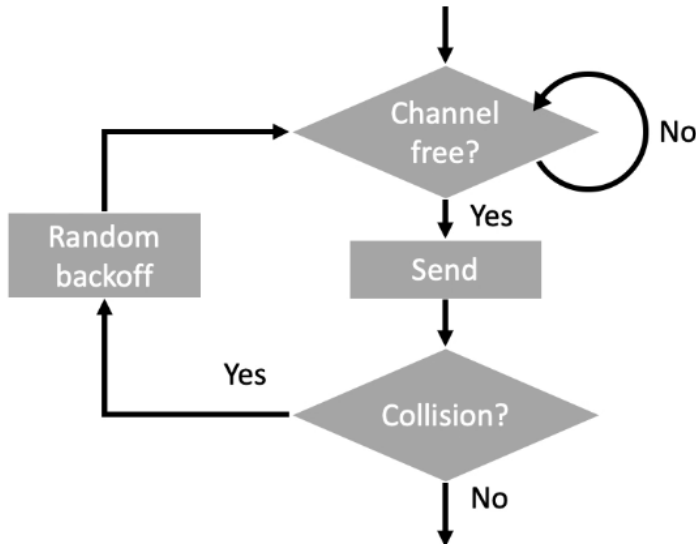 Channel
free?
No
Yes
Random
backoff
Send
Yes
Collision?
No